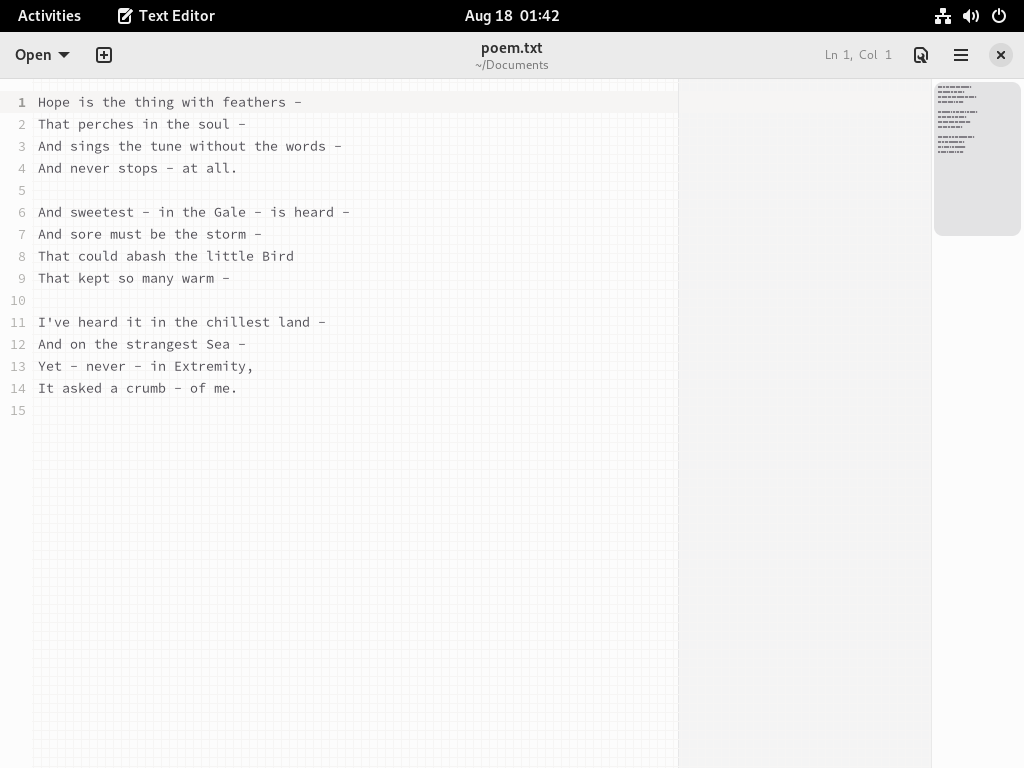 Activities
Text Editor
Aug 18  01:42
Open
poem.txt
~/Documents
Ln 1, Col 1
1 Hope is the thing with feathers -
2 That perches in the soul -
3 And sings the tune without the words -
4 And never stops - at all.
5
6 And sweetest - in the Gale - is heard -
7 And sore must be the storm -
8 That could abash the little Bird
9 That kept so many warm -
10
11 I've heard it in the chillest land -
12 And on the strangest Sea -
13 Yet - never - in Extremity,
14 It asked a crumb - of me.
15